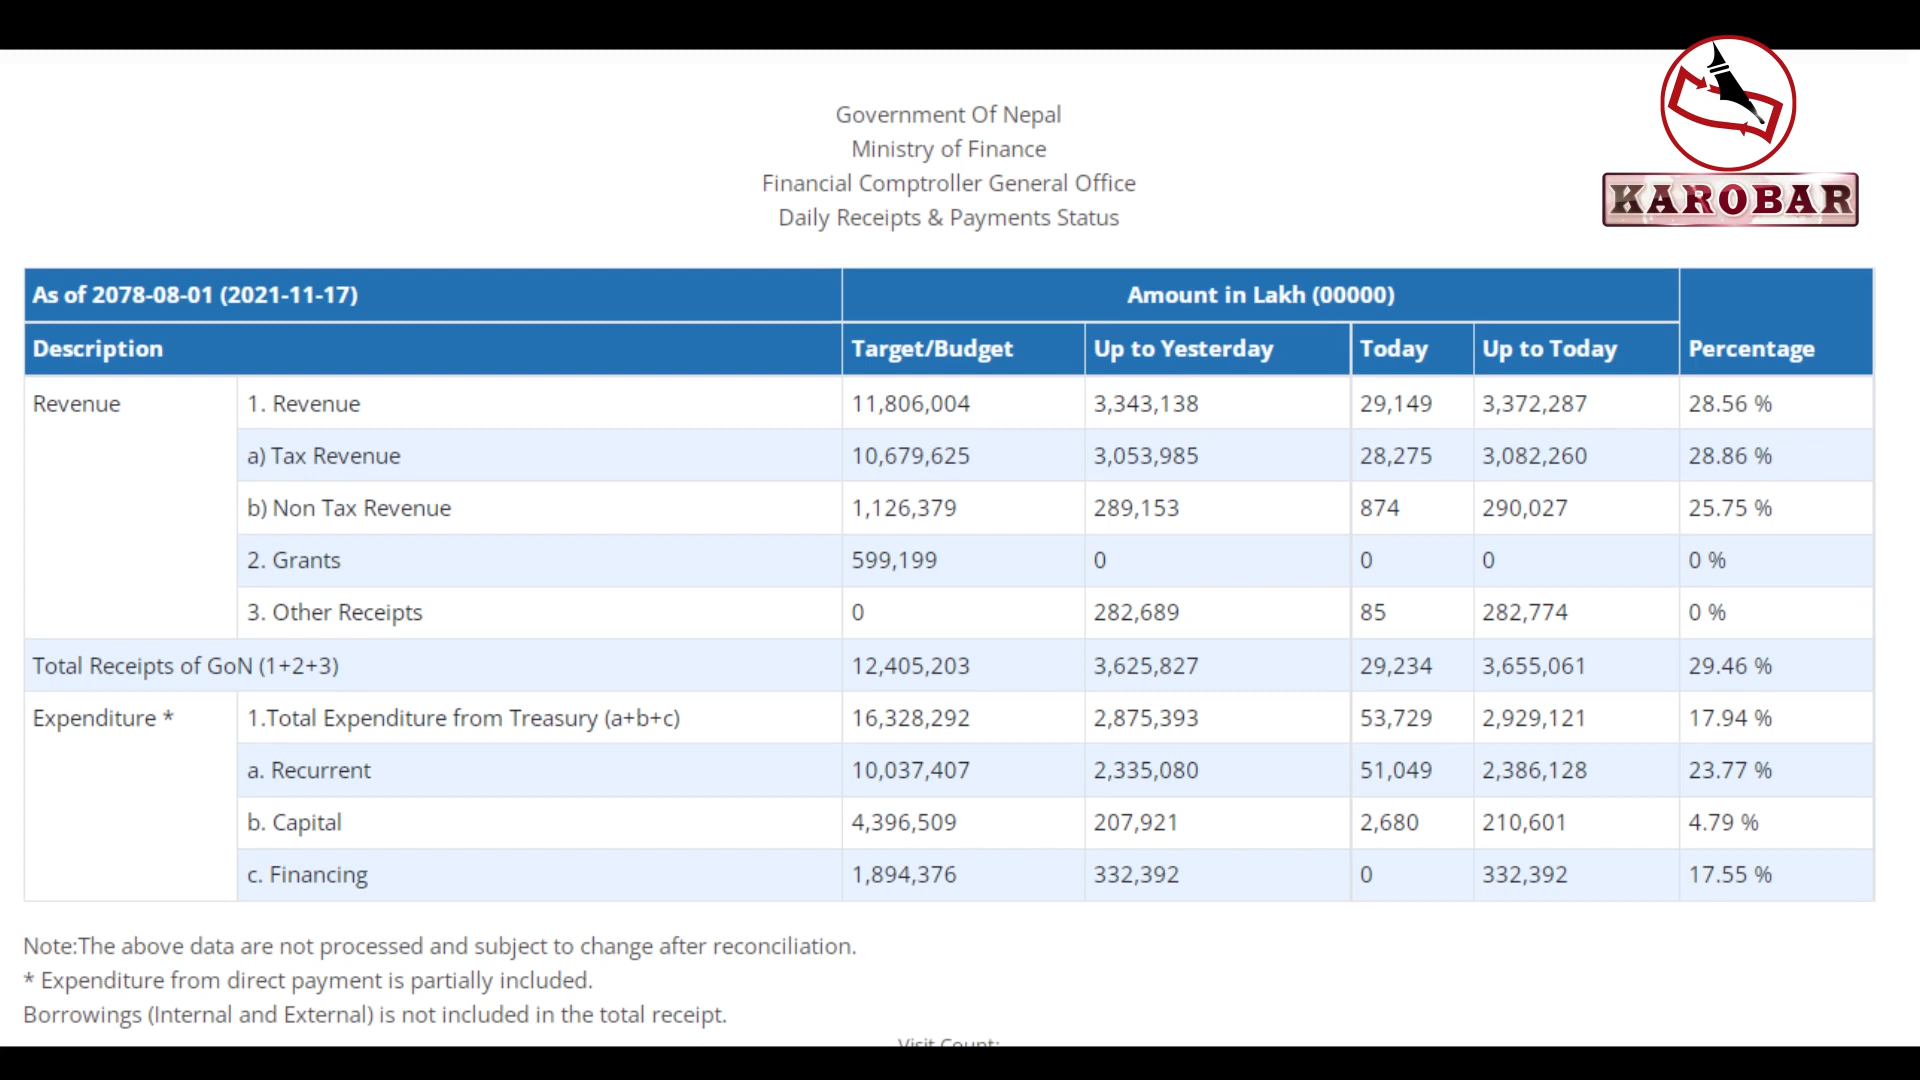 KAROBAR
Government Of Nepal
Ministry of Finance
Financial Comptroller General Office
Daily Receipts & Payments Status
As of 2078-08-01 (2021-11-17) Amount in Lakh (00000)
Description Target/Budget Up to Yesterday Today Up to Today Percentage
Revenue 1. Revenue 11,806,004 3,343,138 29,149 3,372,287 28.56 %
a) Tax Revenue 10,679,625 3,053,985 28,275 3,082,260 28.86 %
b) Non Tax Revenue 1,126,379 289,153 874 290,027 25.75 %
2. Grants 599,199 0 0 0 0 %
3. Other Receipts 0 282,689 85 282,774 0 %
Total Receipts of GoN (1+2+3) 12,405,203 3,625,827 29,234 3,655,061 29.46 %
Expenditure * 1.Total Expenditure from Treasury (a+b+c) 16,328,292 2,875,393 53,729 2,929,121 17.94 %
a. Recurrent 10,037,407 2,335,080 51,049 2,386,128 23.77 %
b. Capital 4,396,509 207,921 2,680 210,601 4.79 %
c. Financing 1,894,376 332,392 0 332,392 17.55 %
Note:The above data are not processed and subject to change after reconciliation.
* Expenditure from direct payment is partially included.
Borrowings (Internal and External) is not included in the total receipt.
Visit Count: